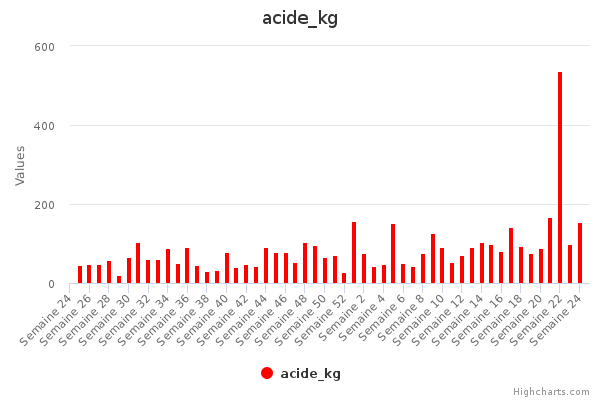 acide_kg
Values
600
400
200
0
Semaine 24
Semaine 26
Semaine 28
Semaine 30
Semaine 32
Semaine 34
Semaine 36
Semaine 38
Semaine 40
Semaine 42
Semaine 44
Semaine 46
Semaine 48
Semaine 50
Semaine 52
Semaine 2
Semaine 4
Semaine 6
Semaine 8
Semaine 10
Semaine 12
Semaine 14
Semaine 16
Semaine 18
Semaine 20
Semaine 22
Semaine 24
acide_kg
Highcharts.com